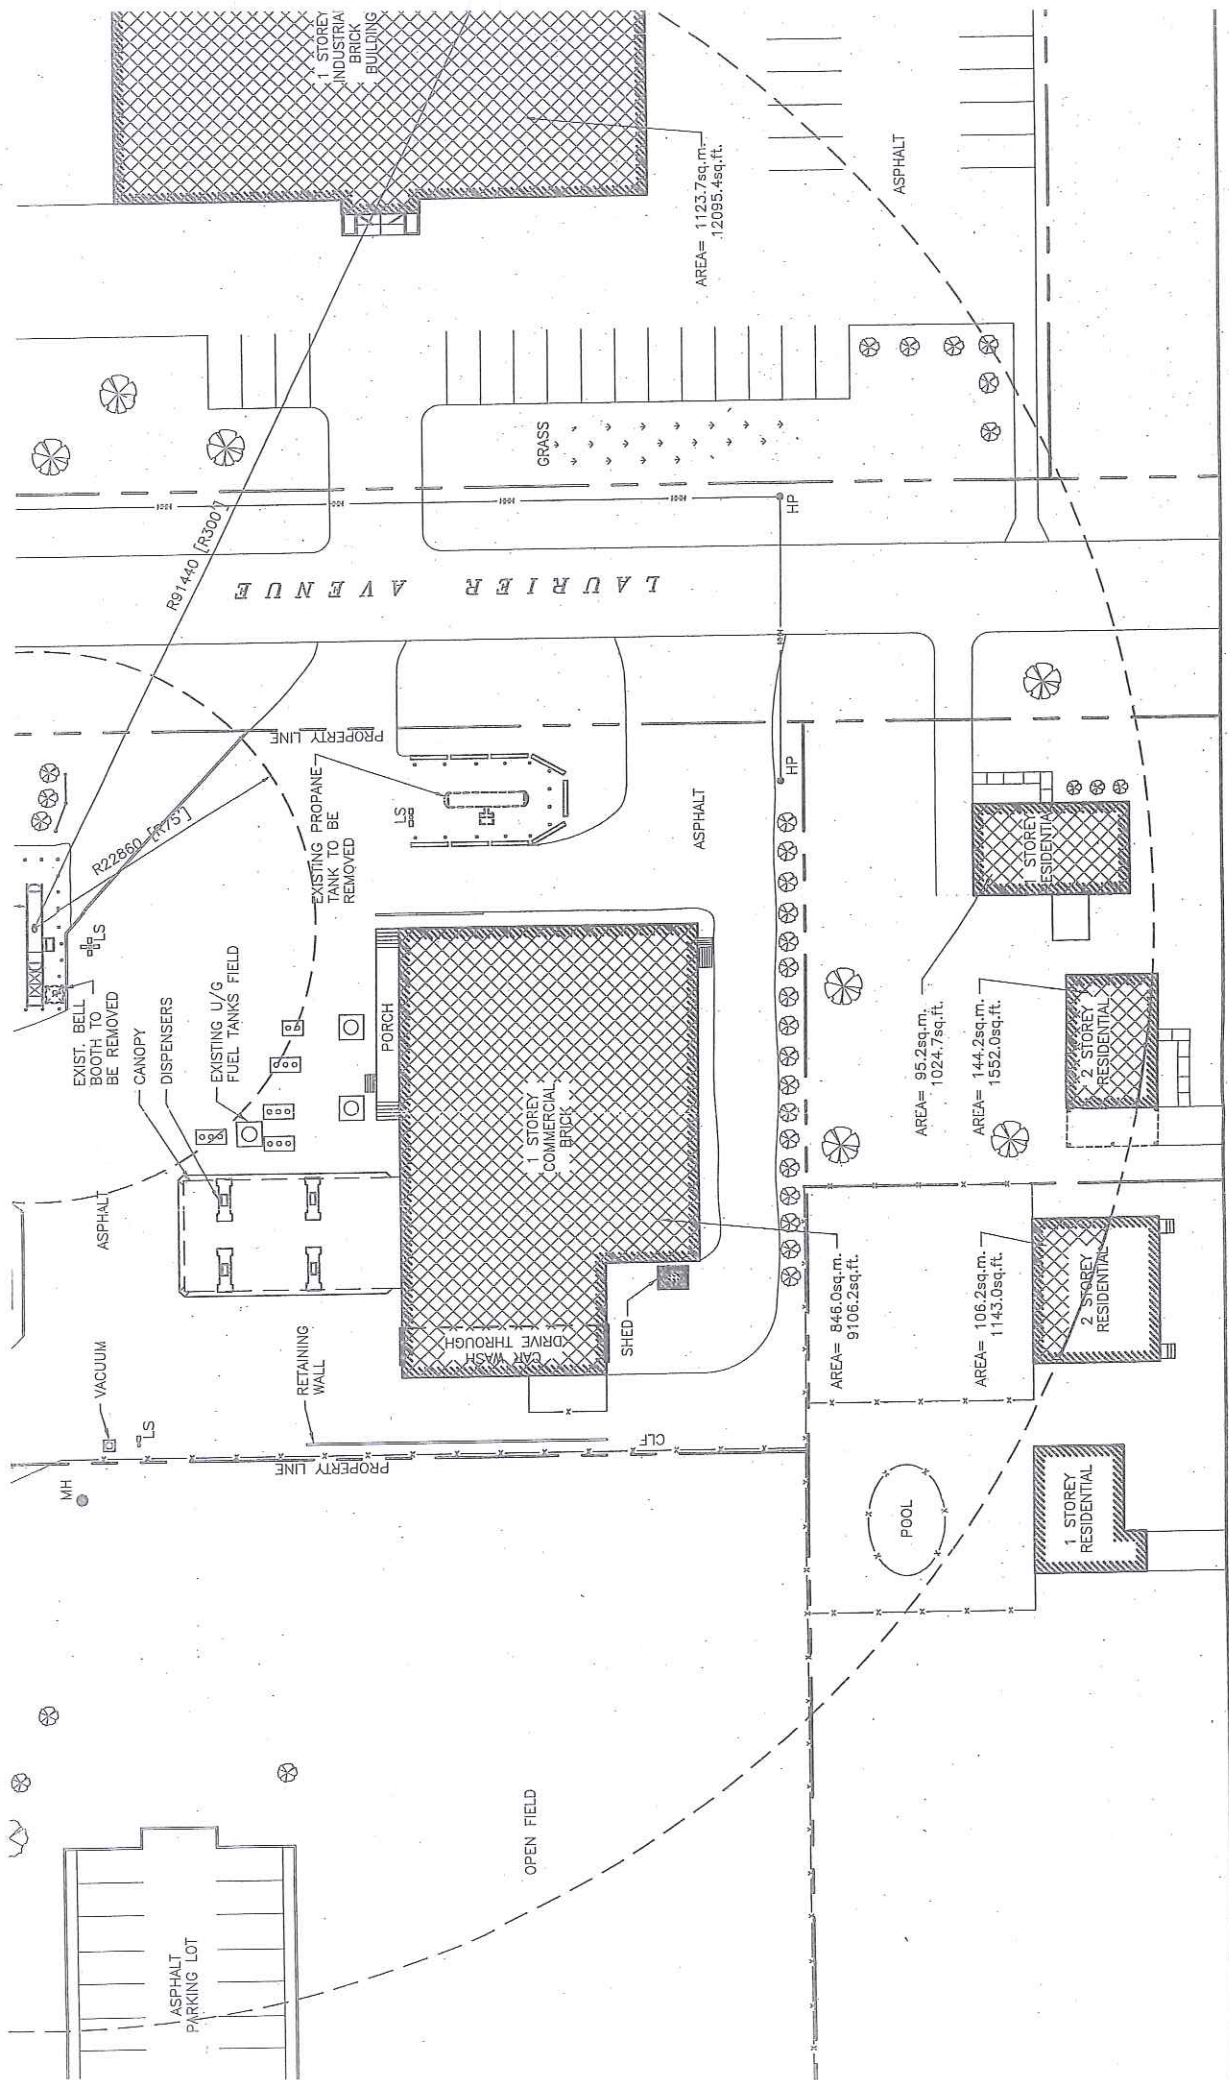 1 STOREY
INDUSTRIAL
BRICK
BUILDING
AREA= 1123.7sq.m.
12095.4sq.ft.
ASPHALT
GRASS
R91440 [R300']
HP
LAURIER AVENUE
PROPERTY LINE
R22860 [R75']
EXISTING PROPANE
TANK TO BE
REMOVED
LS
HP
ASPHALT
LS
EXIST. BELL
BOOTH TO
BE REMOVED
CANOPY
DISPENSERS
EXISTING U/G
FUEL TANKS FIELD
PORCH
1 STOREY
COMMERCIAL
BRICK
1 STOREY
RESIDENTIAL
AREA= 95.2sq.m.
1024.7sq.ft.
AREA= 144.2sq.m.
1552.0sq.ft.
2 STOREY
RESIDENTIAL
ASPHALT
VACUUM
LS
RETAINING
WALL
CAR WASH
DRIVE THROUGH
SHED
AREA= 846.0sq.m.
9106.2sq.ft.
AREA= 106.2sq.m.
1143.0sq.ft.
2 STOREY
RESIDENTIAL
MH
PROPERTY LINE
CLF
POOL
1 STOREY
RESIDENTIAL
OPEN FIELD
ASPHALT
PARKING LOT